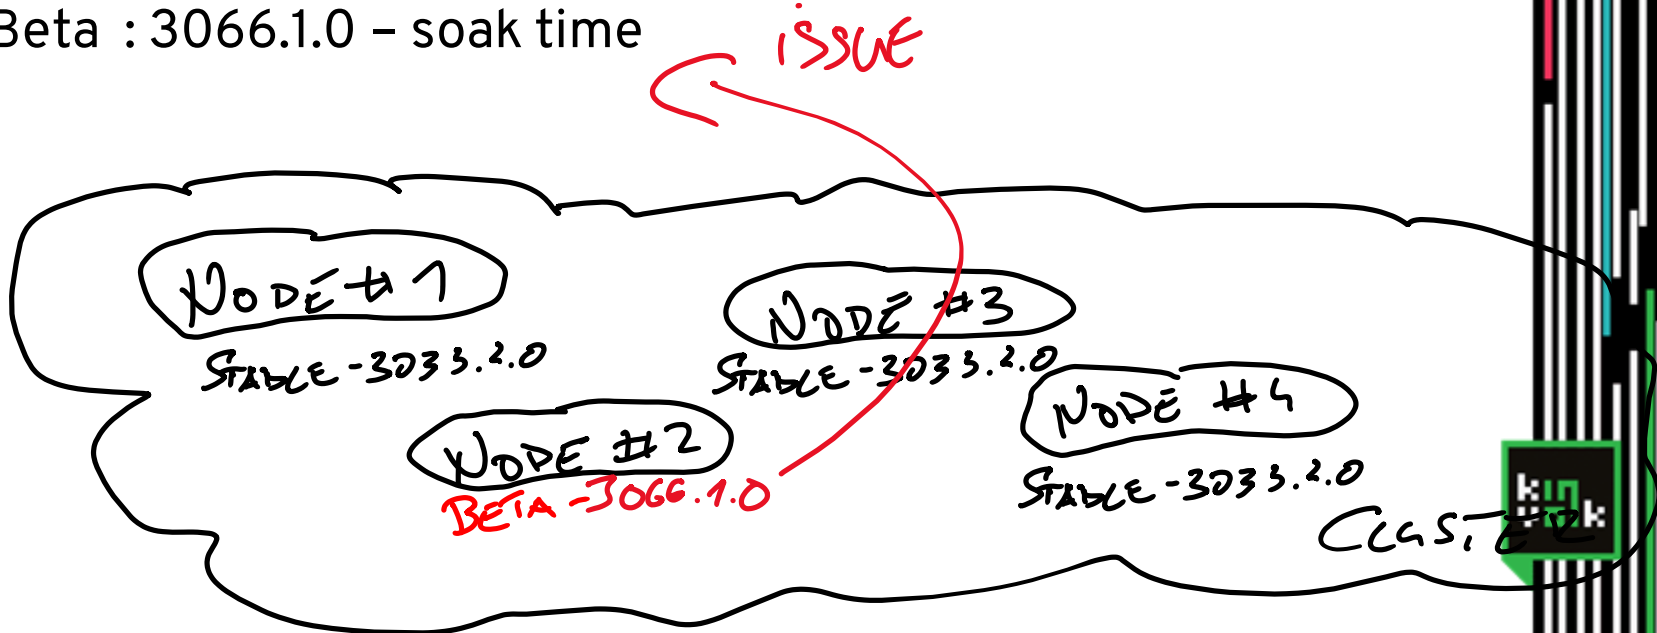 Beta : 3066.1.0 – soak time
iSSUE
NODE #1
STABLE-3033.2.0
NODE #3
STABLE-3033.2.0
NODE #4
STABLE-3033.2.0
NODE #2
BETA-3066.1.0
CLUSTER